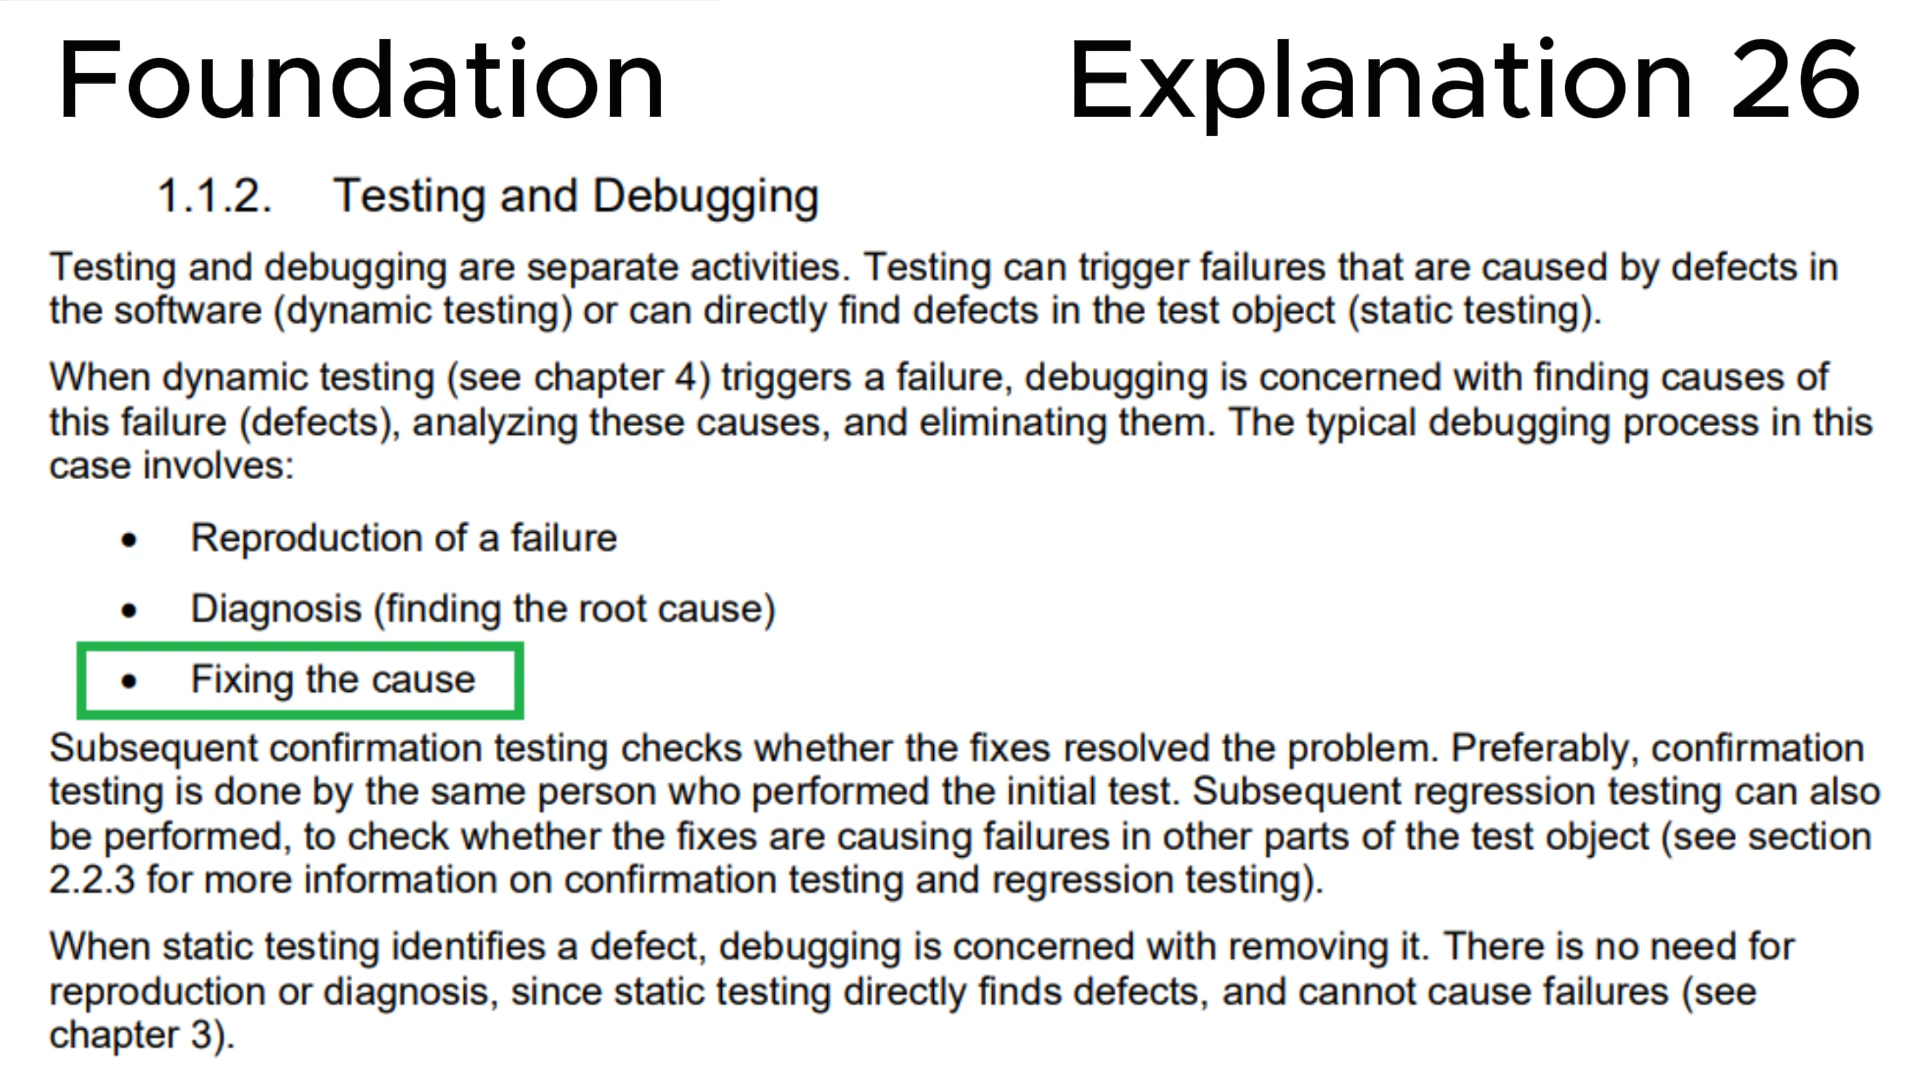 Foundation Explanation 26
1.1.2. Testing and Debugging
Testing and debugging are separate activities. Testing can trigger failures that are caused by defects in
the software (dynamic testing) or can directly find defects in the test object (static testing).
When dynamic testing (see chapter 4) triggers a failure, debugging is concerned with finding causes of
this failure (defects), analyzing these causes, and eliminating them. The typical debugging process in this
case involves:
• Reproduction of a failure
• Diagnosis (finding the root cause)
• Fixing the cause
Subsequent confirmation testing checks whether the fixes resolved the problem. Preferably, confirmation
testing is done by the same person who performed the initial test. Subsequent regression testing can also
be performed, to check whether the fixes are causing failures in other parts of the test object (see section
2.2.3 for more information on confirmation testing and regression testing).
When static testing identifies a defect, debugging is concerned with removing it. There is no need for
reproduction or diagnosis, since static testing directly finds defects, and cannot cause failures (see
chapter 3).